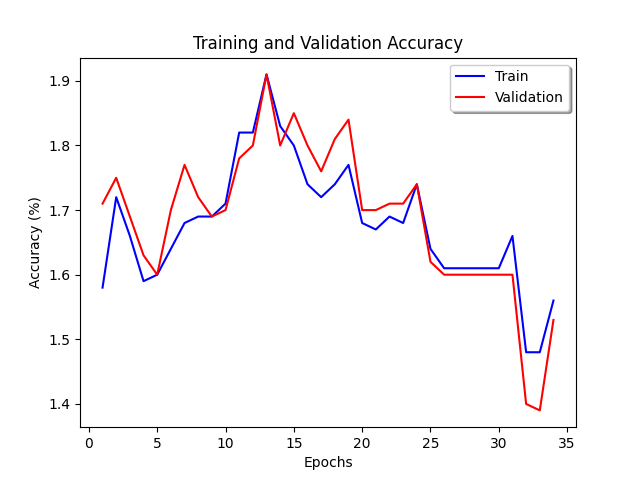 Training and Validation Accuracy
Train
Validation
Accuracy (%)
1.9
1.8
1.7
1.6
1.5
1.4
0 5 10 15 20 25 30 35
Epochs